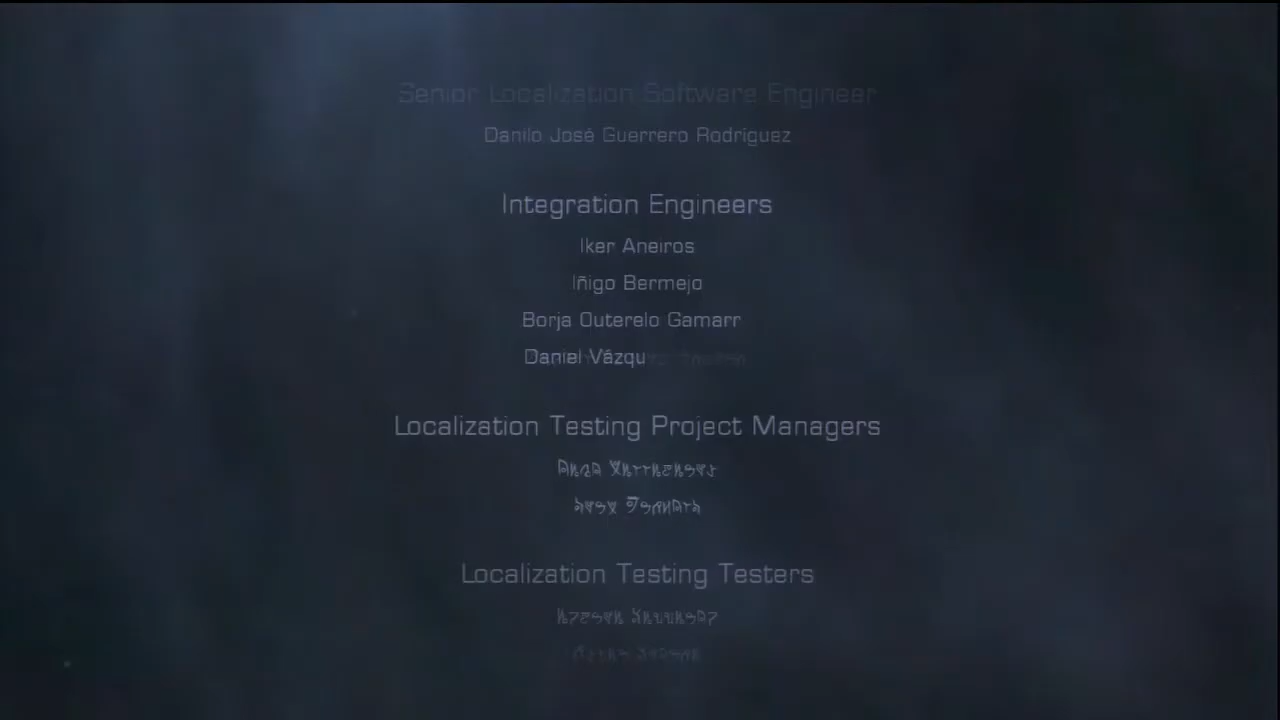 Senior Localization Software Engineer
Danilo José Guerrero Rodríguez
Integration Engineers
Iker Aneiros
Iñigo Bermejo
Borja Outerelo Gamarr
Daniel Vázqu
Localization Testing Project Managers
Localization Testing Testers